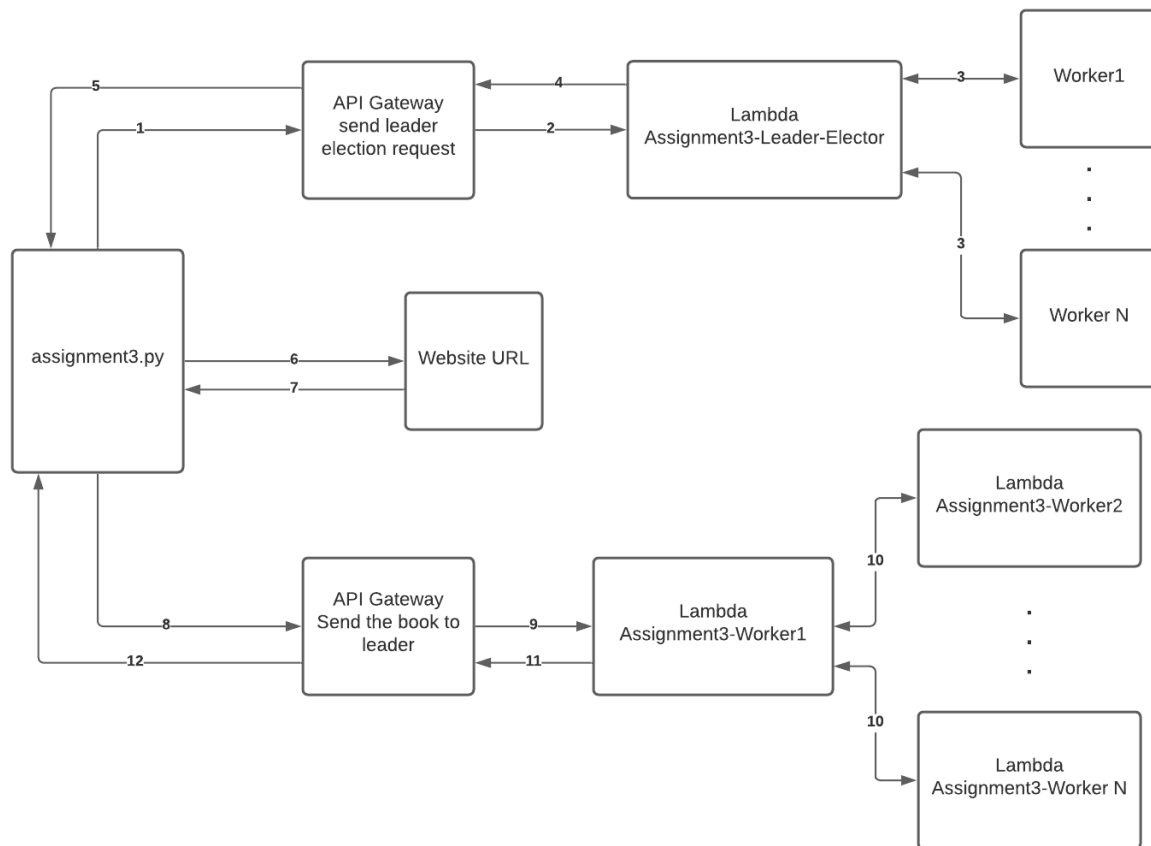 Worker1
5
4
3
API Gateway
send leader
election request
1
2
Lambda
Assignment3-Leader-Elector
3
Worker N
assignment3.py
6
7
Website URL
Lambda
Assignment3-Worker2
10
API Gateway
Send the book to
leader
8
12
9
11
Lambda
Assignment3-Worker1
10
Lambda
Assignment3-Worker N